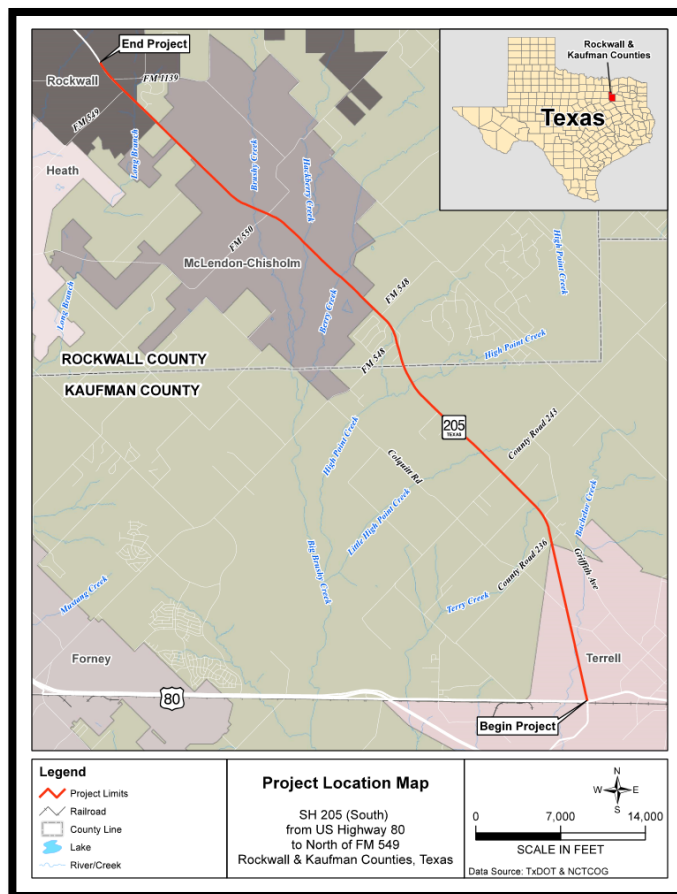 End Project
Rockwall
FM 1139
FM 549
Long Branch
Heath
Brushy Creek
Hackberry Creek
FM 550
McLendon-Chisholm
Long Branch
Berry Creek
FM 548
High Point Creek
ROCKWALL COUNTY
KAUFMAN COUNTY
FM 548
High Point Creek
205
TEXAS
County Road 243
High Point Creek
Colquitt Rd
Little High Point Creek
Bachelor Creek
Big Brushy Creek
County Road 236
Griffith Ave
Terry Creek
Mustang Creek
Forney
Terrell
80
Begin Project
Rockwall &
Kaufman Counties
Texas
Legend
Project Limits
Railroad
County Line
Lake
River/Creek
Project Location Map
SH 205 (South)
from US Highway 80
to North of FM 549
Rockwall & Kaufman Counties, Texas
N
W E
S
0 7,000 14,000
SCALE IN FEET
Data Source: TxDOT & NCTCOG